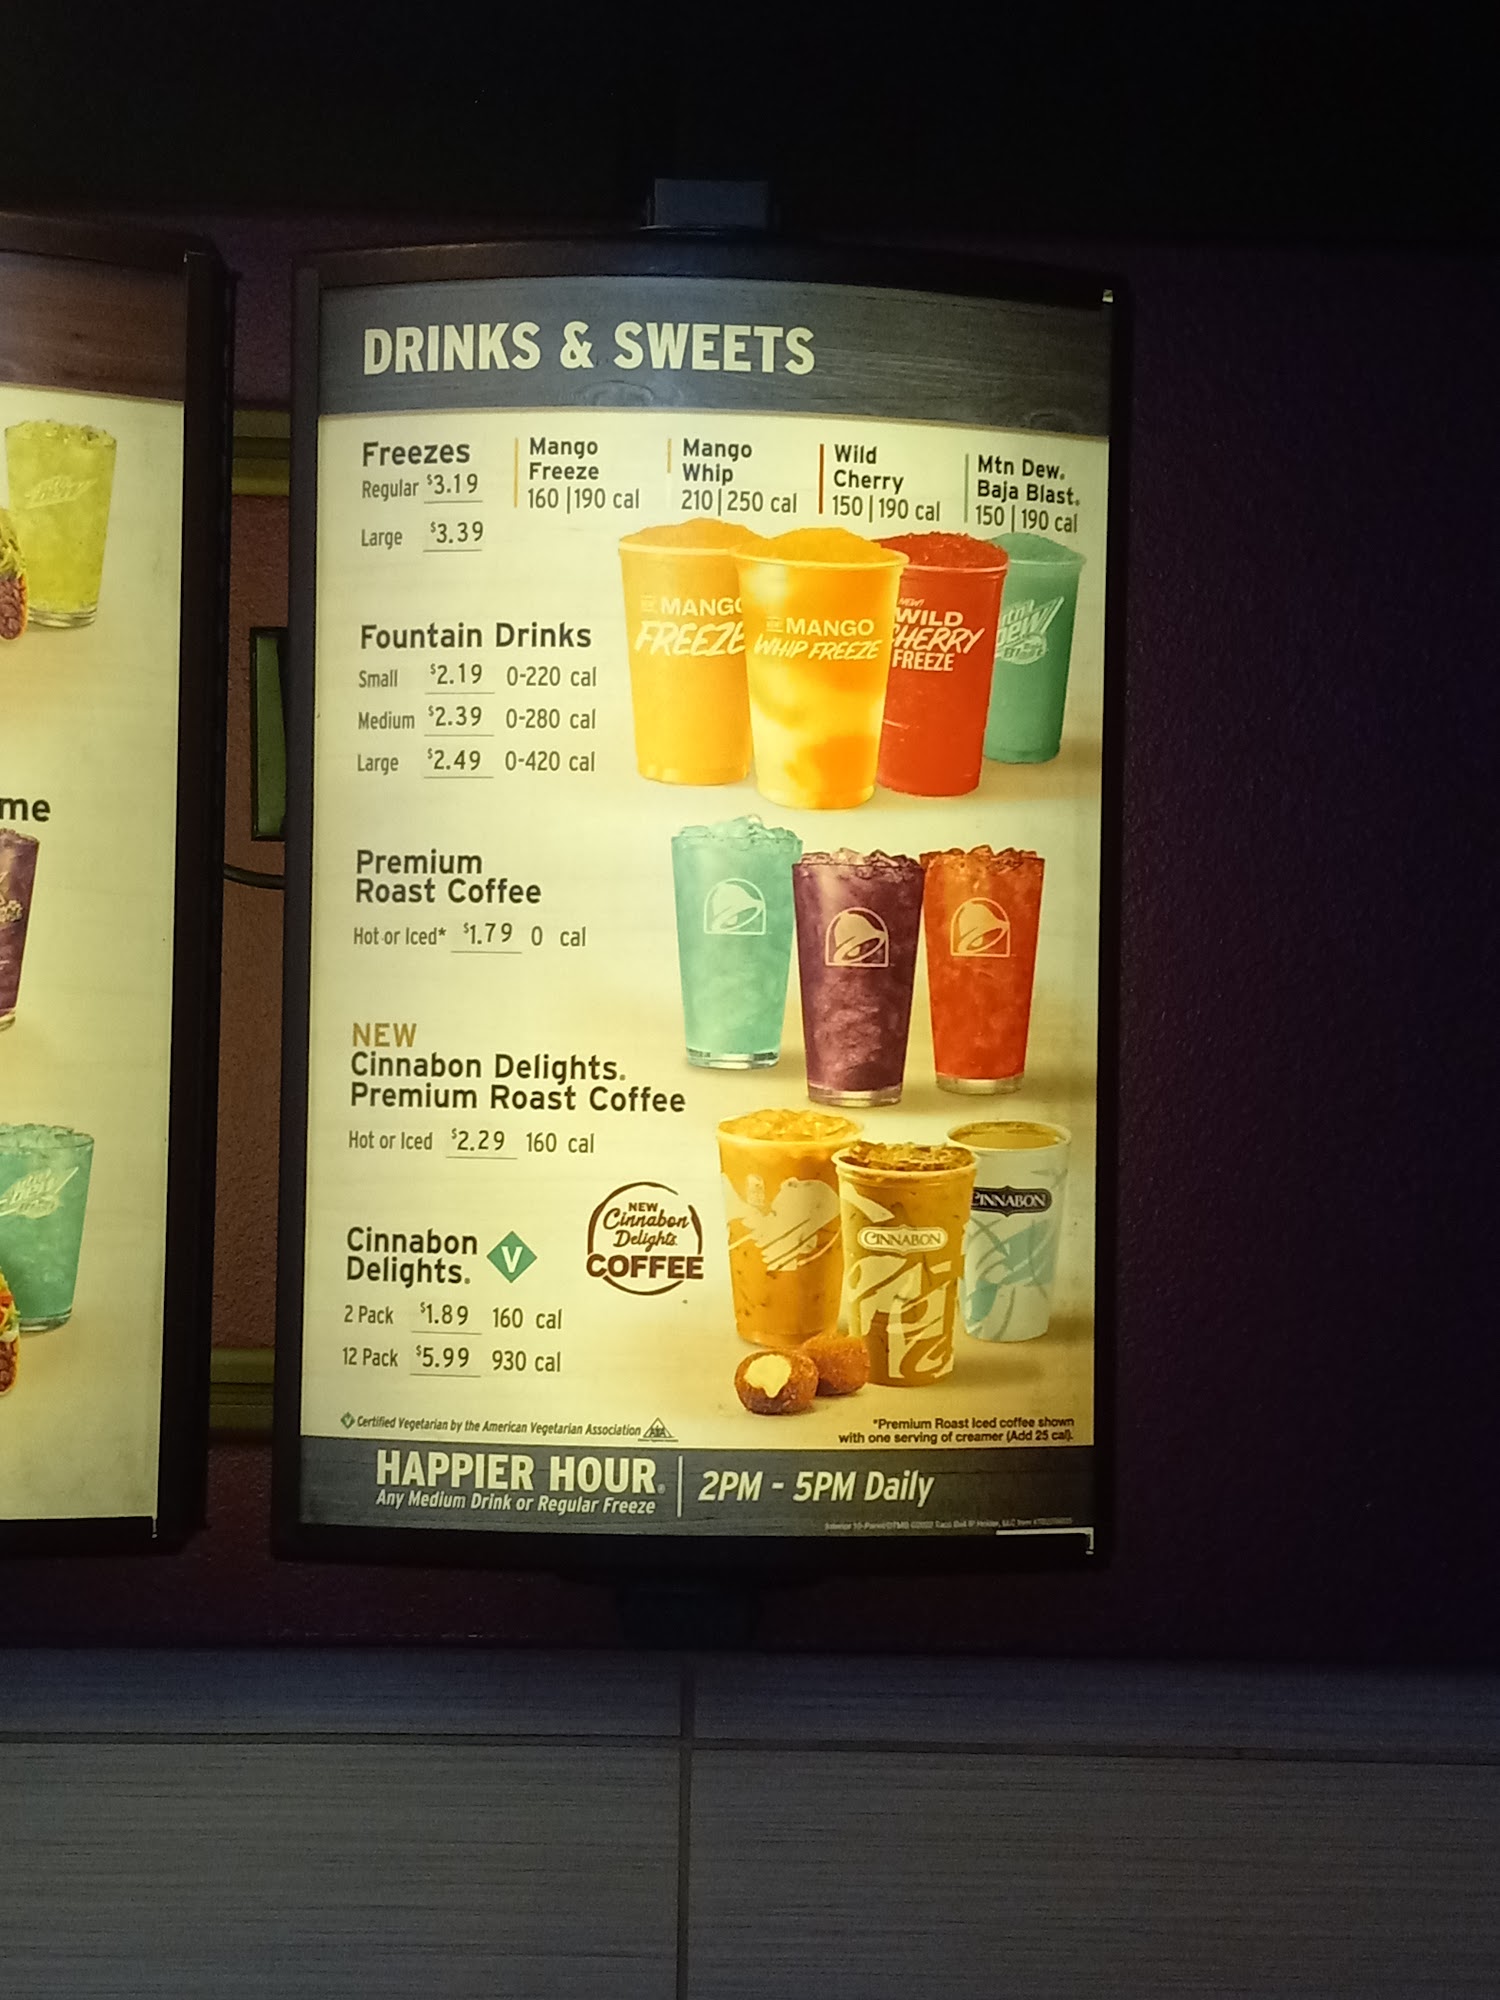 DRINKS & SWEETS
Freezes
Regular $3.19
Large $3.39
Mango
Freeze
160|190 cal
Mango
Whip
210|250 cal
Wild
Cherry
150|190 cal
Mtn Dew®
Baja Blast®
150|190 cal
MANGO
FREEZE
MANGO
WHIP FREEZE
NEW!
WILD
CHERRY
FREEZE
mtn
DEW
Fountain Drinks
Small $2.19 0-220 cal
Medium $2.39 0-280 cal
Large $2.49 0-420 cal
me
Premium
Roast Coffee
Hot or Iced* $1.79 0 cal
NEW
Cinnabon Delights®
Premium Roast Coffee
Hot or Iced $2.29 160 cal
NEW
Cinnabon
Delights
COFFEE
CINNABON
CINNABON
Cinnabon
Delights® V
2 Pack $1.89 160 cal
12 Pack $5.99 930 cal
V Certified Vegetarian by the American Vegetarian Association
*Premium Roast Iced coffee shown
with one serving of creamer (Add 25 cal).
HAPPIER HOUR®
Any Medium Drink or Regular Freeze
2PM - 5PM Daily